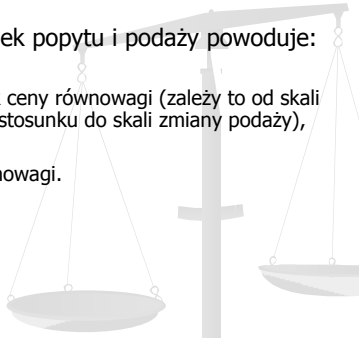 ek popytu i podaży powoduje:
ceny równowagi (zależy to od skali
stosunku do skali zmiany podaży),
nowagi.